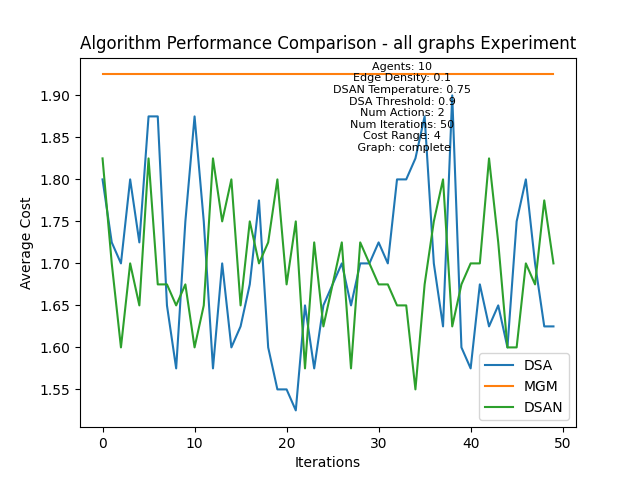 Algorithm Performance Comparison - all graphs Experiment
Agents: 10
Edge Density: 0.1
DSAN Temperature: 0.75
DSA Threshold: 0.9
Num Actions: 2
Num Iterations: 50
Cost Range: 4
Graph: complete
Average Cost
1.90
1.85
1.80
1.75
1.70
1.65
1.60
1.55
DSA
MGM
DSAN
0 10 20 30 40 50
Iterations